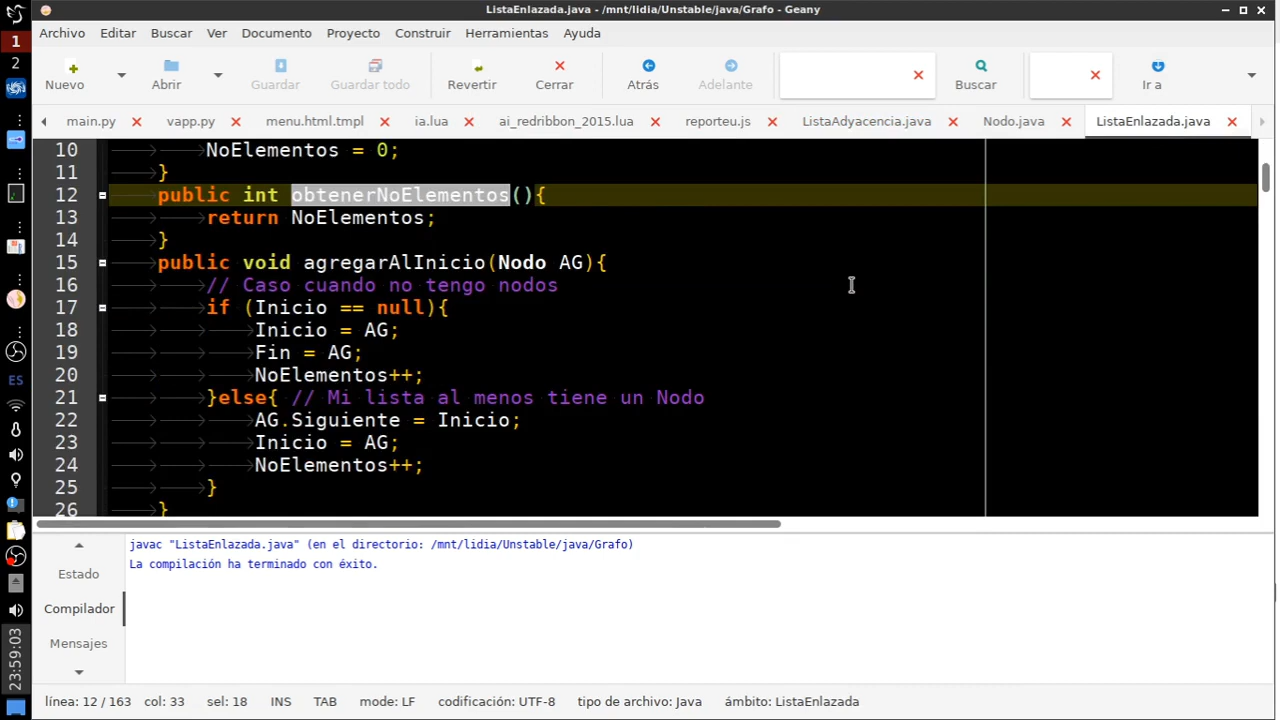 ListaEnlazada.java - /mnt/lidia/Unstable/java/Grafo - Geany
Archivo Editar Buscar Ver Documento Proyecto Construir Herramientas Ayuda
Nuevo Abrir Guardar Guardar todo Revertir Cerrar Atrás Adelante Buscar Ir a
main.py vapp.py menu.html.tmpl ia.lua ai_redribbon_2015.lua reporteu.js ListaAdyacencia.java Nodo.java ListaEnlazada.java
10 NoElementos = 0;
11 }
12 public int obtenerNoElementos(){
13 return NoElementos;
14 }
15 public void agregarAlInicio(Nodo AG){
16 // Caso cuando no tengo nodos
17 if (Inicio == null){
18 Inicio = AG;
19 Fin = AG;
20 NoElementos++;
21 }else{ // Mi lista al menos tiene un Nodo
22 AG.Siguiente = Inicio;
23 Inicio = AG;
24 NoElementos++;
25 }
26 }
javac "ListaEnlazada.java" (en el directorio: /mnt/lidia/Unstable/java/Grafo)
La compilación ha terminado con éxito.
Estado
Compilador
Mensajes
línea: 12 / 163 col: 33 sel: 18 INS TAB mode: LF codificación: UTF-8 tipo de archivo: Java ámbito: ListaEnlazada
1
2
ES
23:59:03